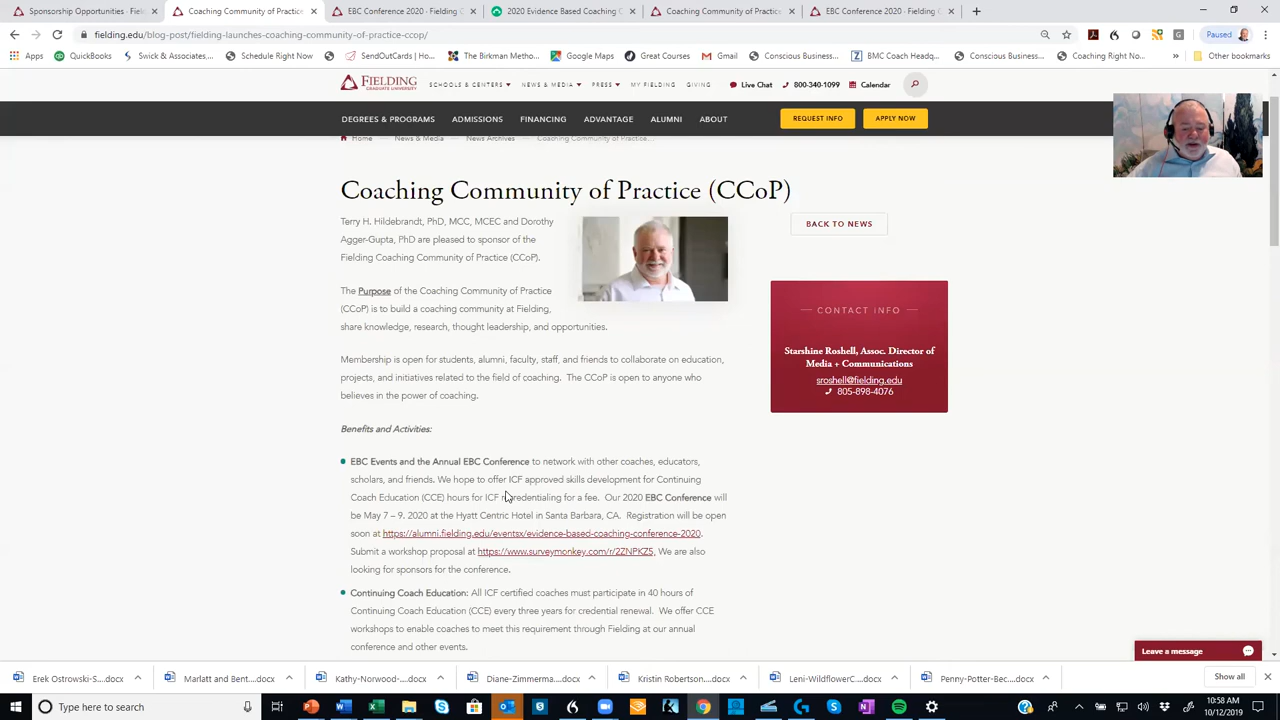 Sponsorship Opportunities - Field
Coaching Community of Practice
EBC Conference 2020 - Fielding G
2020 Evidence Based Coaching C
Coaching Community of Practice
EBC Conference 2020 - Fielding G
fielding.edu/blog-post/fielding-launches-coaching-community-of-practice-ccop/
Paused
Apps QuickBooks Swick & Associates,... Schedule Right Now SendOutCards | Ho... The Birkman Metho... Google Maps Great Courses Gmail Conscious Business... BMC Coach Headq... Conscious Business... Coaching Right No... » Other bookmarks
FIELDING
GRADUATE UNIVERSITY
SCHOOLS & CENTERS NEWS & MEDIA PRESS MY FIELDING GIVING Live Chat 800-340-1099 Calendar
DEGREES & PROGRAMS ADMISSIONS FINANCING ADVANTAGE ALUMNI ABOUT REQUEST INFO APPLY NOW
Home News & Media News Archives Coaching Community of Practice...
Coaching Community of Practice (CCoP)
Terry H. Hildebrandt, PhD, MCC, MCEC and Dorothy
Agger-Gupta, PhD are pleased to sponsor of the
Fielding Coaching Community of Practice (CCoP).
The Purpose of the Coaching Community of Practice
(CCoP) is to build a coaching community at Fielding,
share knowledge, research, thought leadership, and opportunities.
Membership is open for students, alumni, faculty, staff, and friends to collaborate on education,
projects, and initiatives related to the field of coaching. The CCoP is open to anyone who
believes in the power of coaching.
Benefits and Activities:
EBC Events and the Annual EBC Conference to network with other coaches, educators,
scholars, and friends. We hope to offer ICF approved skills development for Continuing
Coach Education (CCE) hours for ICF recredentialing for a fee. Our 2020 EBC Conference will
be May 7 – 9, 2020 at the Hyatt Centric Hotel in Santa Barbara, CA. Registration will be open
soon at https://alumni.fielding.edu/eventsx/evidence-based-coaching-conference-2020.
Submit a workshop proposal at https://www.surveymonkey.com/r/2ZNPKZ5. We are also
looking for sponsors for the conference.
Continuing Coach Education: All ICF certified coaches must participate in 40 hours of
Continuing Coach Education (CCE) every three years for credential renewal. We offer CCE
workshops to enable coaches to meet this requirement through Fielding at our annual
conference and other events.
BACK TO NEWS
CONTACT INFO
Starshine Roshell, Assoc. Director of
Media + Communications
sroshell@fielding.edu
805-898-4076
Leave a message
Erek Ostrowski-S....docx Marlatt and Bent....docx Kathy-Norwood-....docx Diane-Zimmerma....docx Kristin Robertson....docx Leni-WildflowerC....docx Penny-Potter-Bec....docx Show all
Type here to search
10:58 AM
10/12/2019